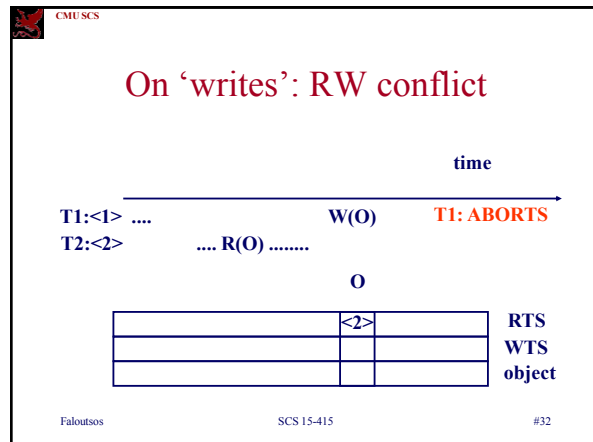 CMU SCS
On ‘writes’: RW conflict
time
T1:<1> .... W(O) T1: ABORTS
T2:<2> .... R(O) ........
O
<2> RTS
WTS
object
Faloutsos SCS 15-415 #32